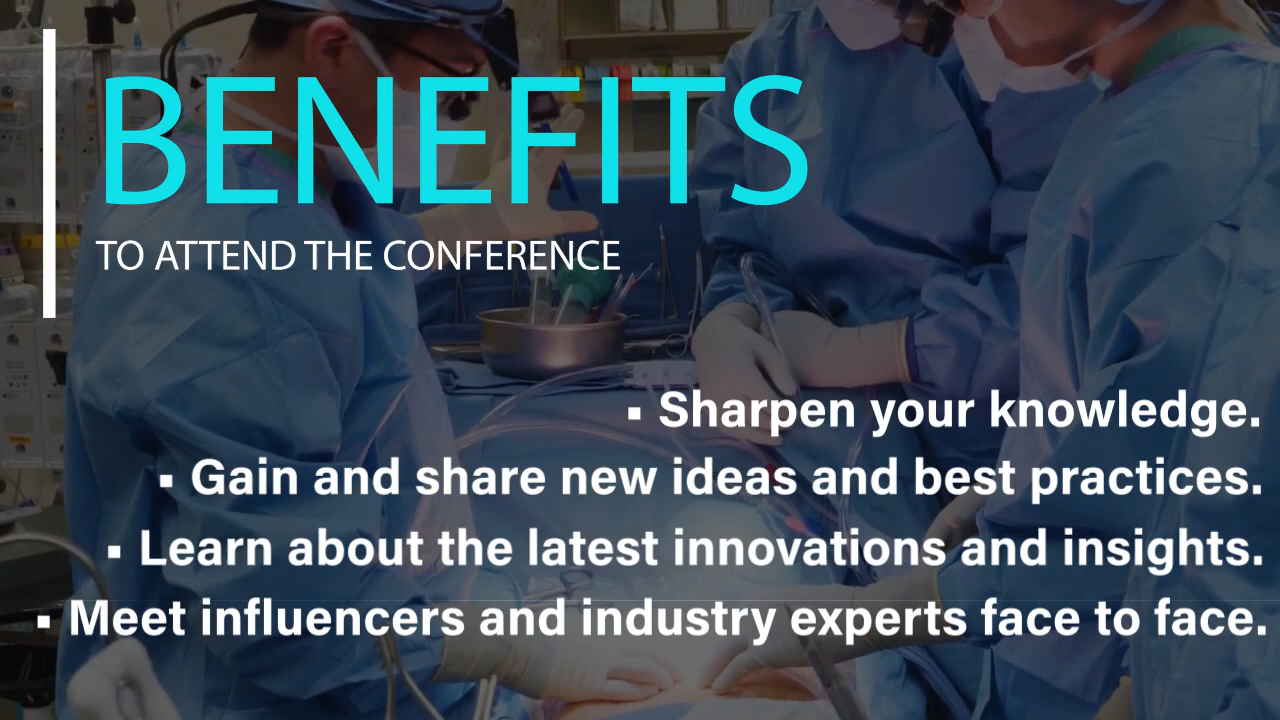 BENEFITS
TO ATTEND THE CONFERENCE
▪ Sharpen your knowledge.
▪ Gain and share new ideas and best practices.
▪ Learn about the latest innovations and insights.
▪ Meet influencers and industry experts face to face.